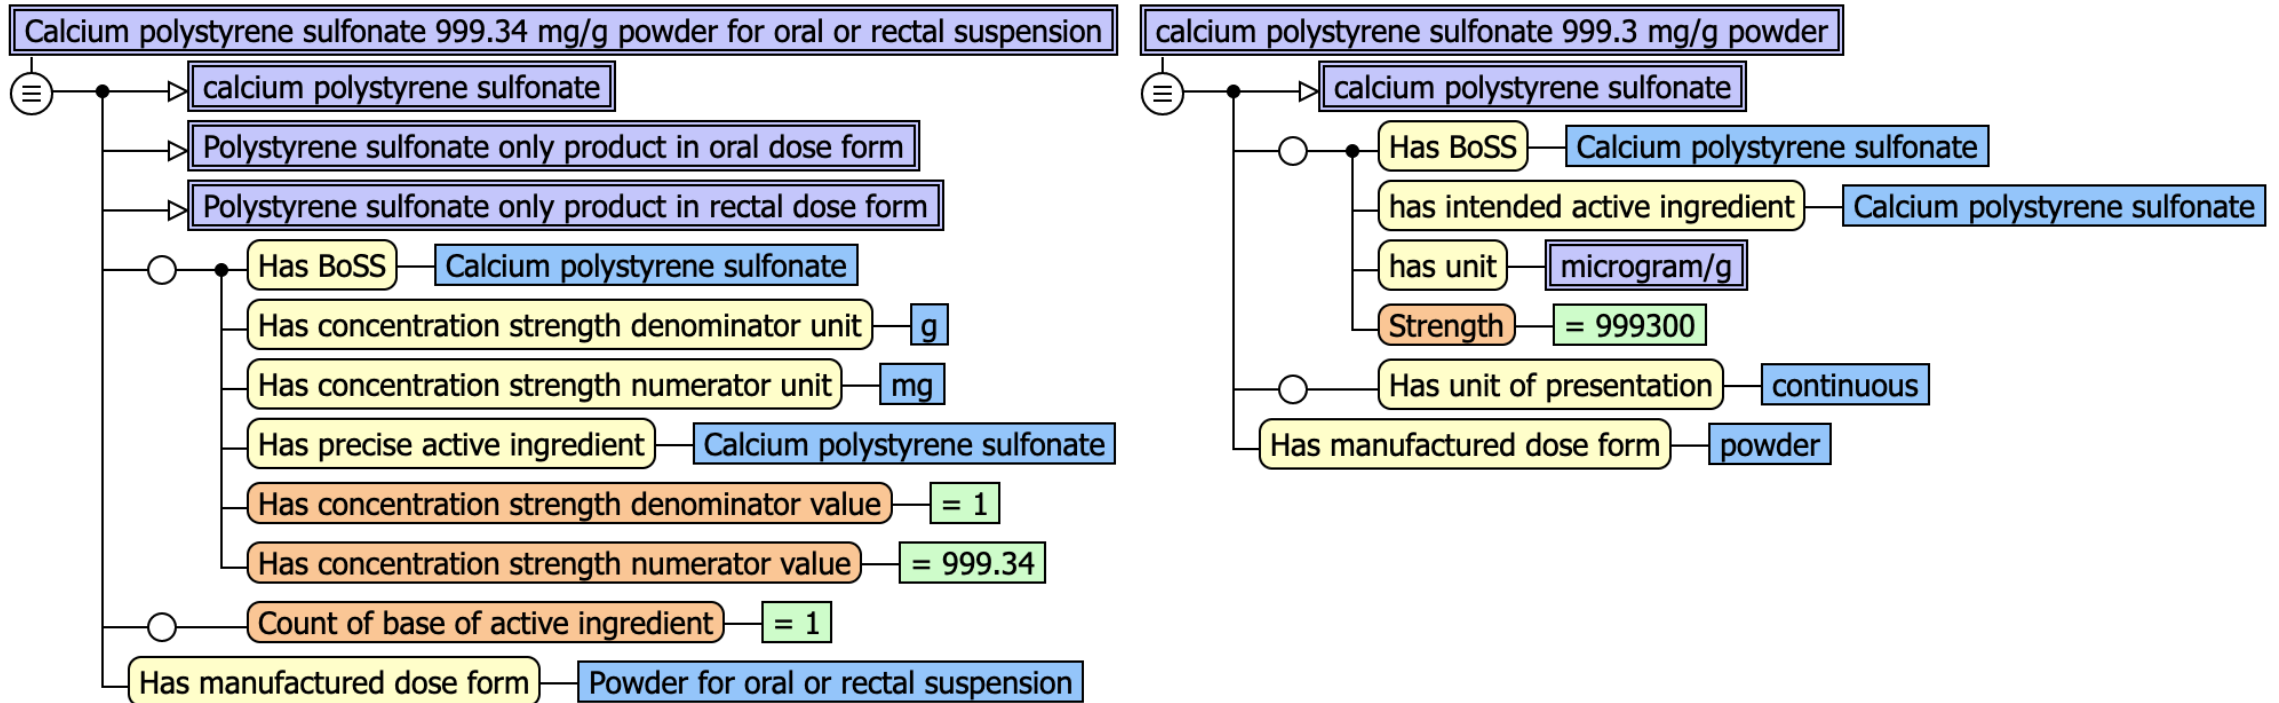 Calcium polystyrene sulfonate 999.34 mg/g powder for oral or rectal suspension
calcium polystyrene sulfonate
Polystyrene sulfonate only product in oral dose form
Polystyrene sulfonate only product in rectal dose form
Has BoSS Calcium polystyrene sulfonate
Has concentration strength denominator unit g
Has concentration strength numerator unit mg
Has precise active ingredient Calcium polystyrene sulfonate
Has concentration strength denominator value = 1
Has concentration strength numerator value = 999.34
Count of base of active ingredient = 1
Has manufactured dose form Powder for oral or rectal suspension
calcium polystyrene sulfonate 999.3 mg/g powder
calcium polystyrene sulfonate
Has BoSS Calcium polystyrene sulfonate
has intended active ingredient Calcium polystyrene sulfonate
has unit microgram/g
Strength = 999300
Has unit of presentation continuous
Has manufactured dose form powder